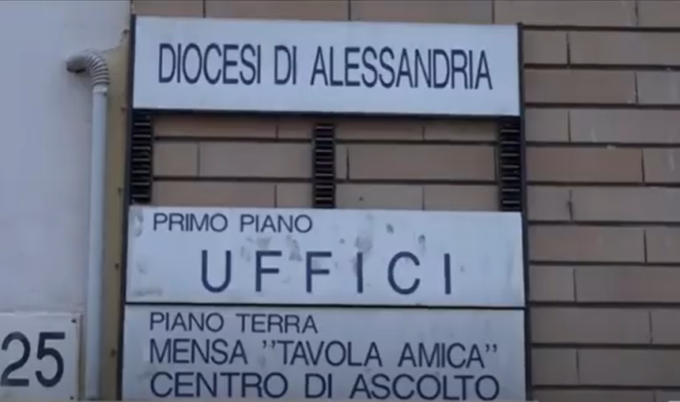 DIOCESI DI ALESSANDRIA
PRIMO PIANO
UFFICI
PIANO TERRA
MENSA "TAVOLA AMICA"
CENTRO DI ASCOLTO
25